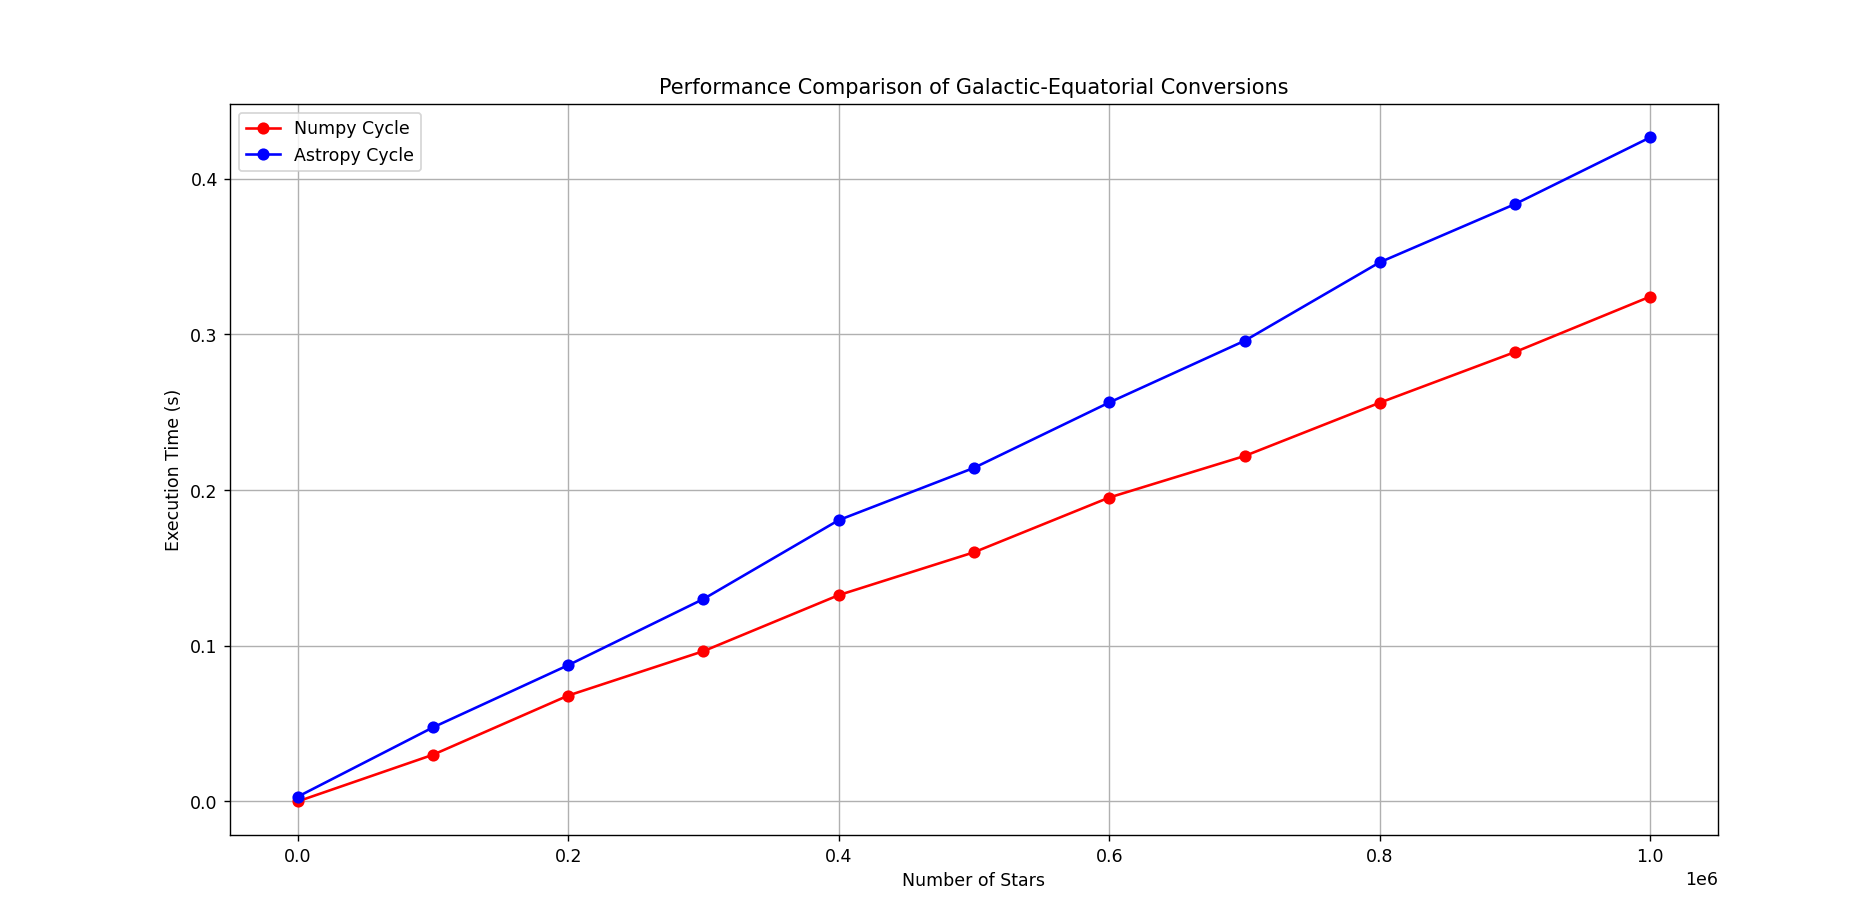 Performance Comparison of Galactic-Equatorial Conversions
Numpy Cycle
Astropy Cycle
Execution Time (s)
0.4
0.3
0.2
0.1
0.0
0.0 0.2 0.4 0.6 0.8 1.0
Number of Stars
1e6